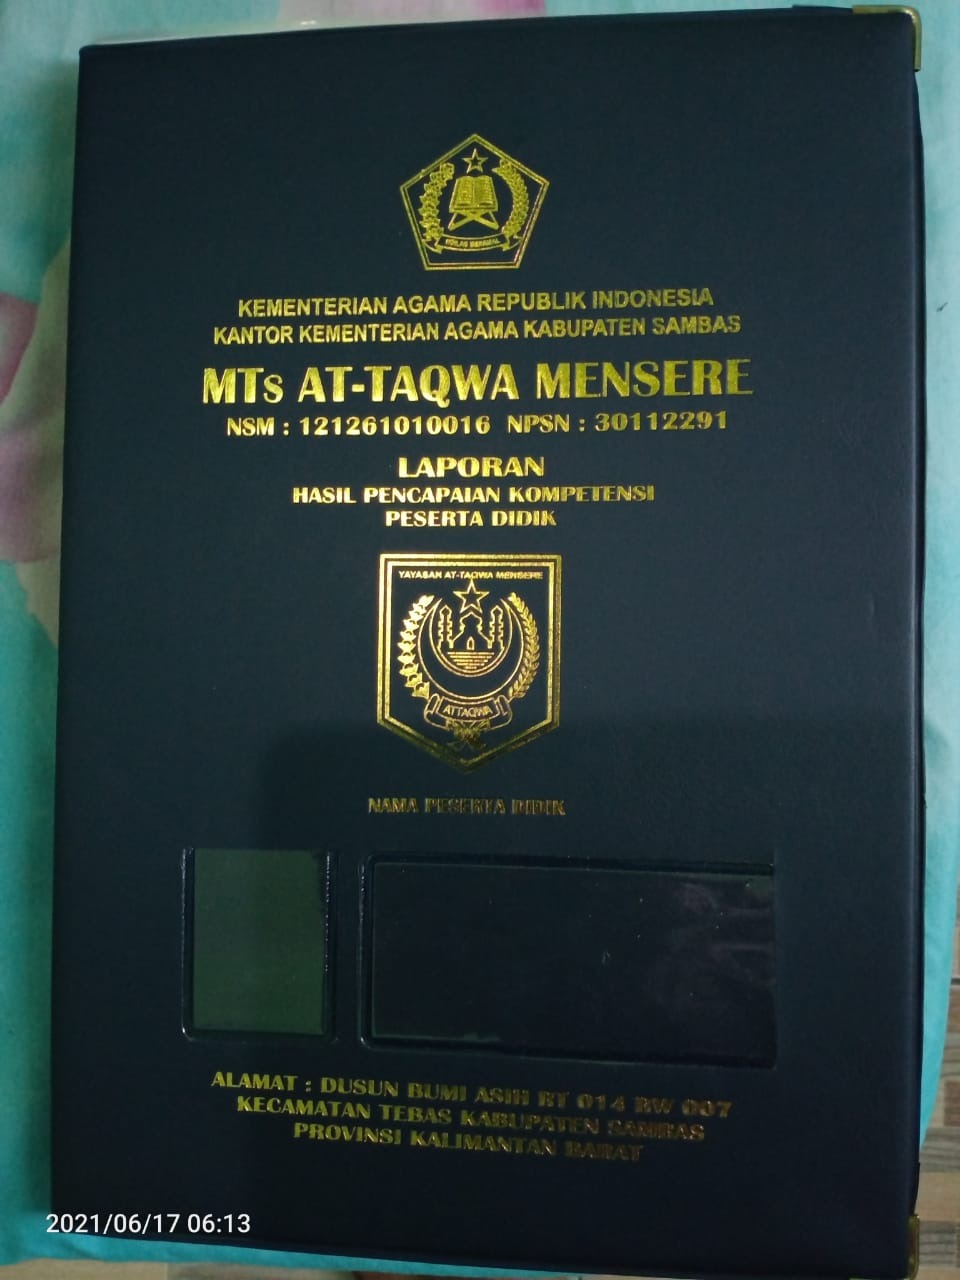 IKHLAS BERAMAL
KEMENTERIAN AGAMA REPUBLIK INDONESIA
KANTOR KEMENTERIAN AGAMA KABUPATEN SAMBAS
MTs AT-TAQWA MENSERE
NSM : 121261010016 NPSN : 30112291
LAPORAN
HASIL PENCAPAIAN KOMPETENSI
PESERTA DIDIK
YAYASAN AT-TAQWA MENSERE
ATTAQWA
NAMA PESERTA DIDIK
ALAMAT : DUSUN BUMI ASIH RT 014 RW 007
KECAMATAN TEBAS KABUPATEN SAMBAS
PROVINSI KALIMANTAN BARAT
2021/06/17 06:13